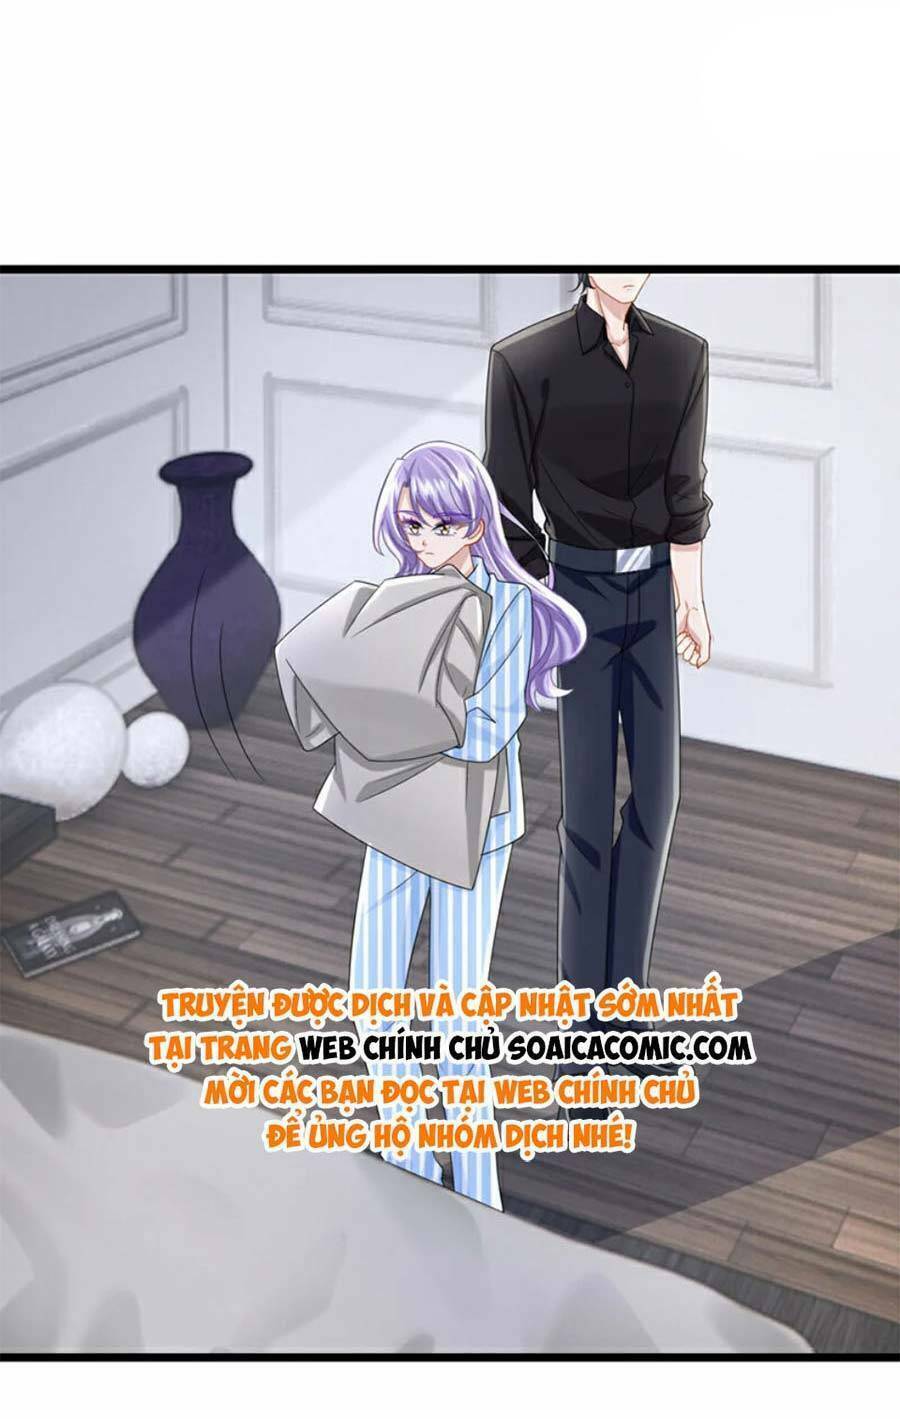 TRUYỆN ĐƯỢC DỊCH VÀ CẬP NHẬT SỚM NHẤT
TẠI TRANG WEB CHÍNH CHỦ SOAICACOMIC.COM
MỜI CÁC BẠN ĐỌC TẠI WEB CHÍNH CHỦ
ĐỂ ỦNG HỘ NHÓM DỊCH NHÉ!